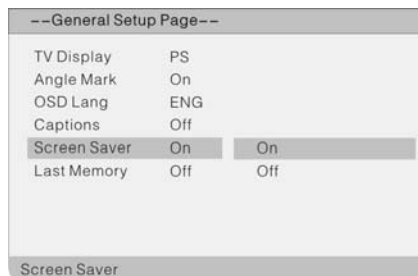 --General Setup Page--
TV Display PS
Angle Mark On
OSD Lang ENG
Captions Off
Screen Saver On On
Last Memory Off Off
Screen Saver